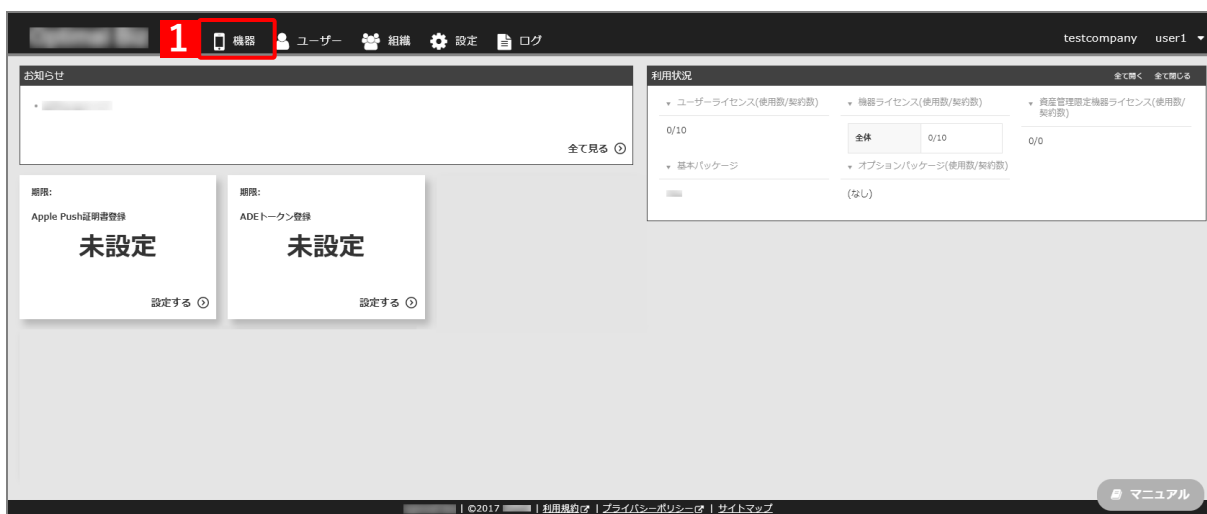 1 機器 ユーザー 組織 設定 ログ testcompany user1
お知らせ
全て見る
利用状況 全て開く 全て閉じる
ユーザーライセンス(使用数/契約数)
0/10
機器ライセンス(使用数/契約数)
全体 0/10
資産管理限定機器ライセンス(使用数/
契約数)
0/0
基本パッケージ
オプションパッケージ(使用数/契約数)
(なし)
期限:
Apple Push証明書登録
未設定
設定する
期限:
ADEトークン登録
未設定
設定する
マニュアル
| ©2017 | 利用規約 | プライバシーポリシー | サイトマップ